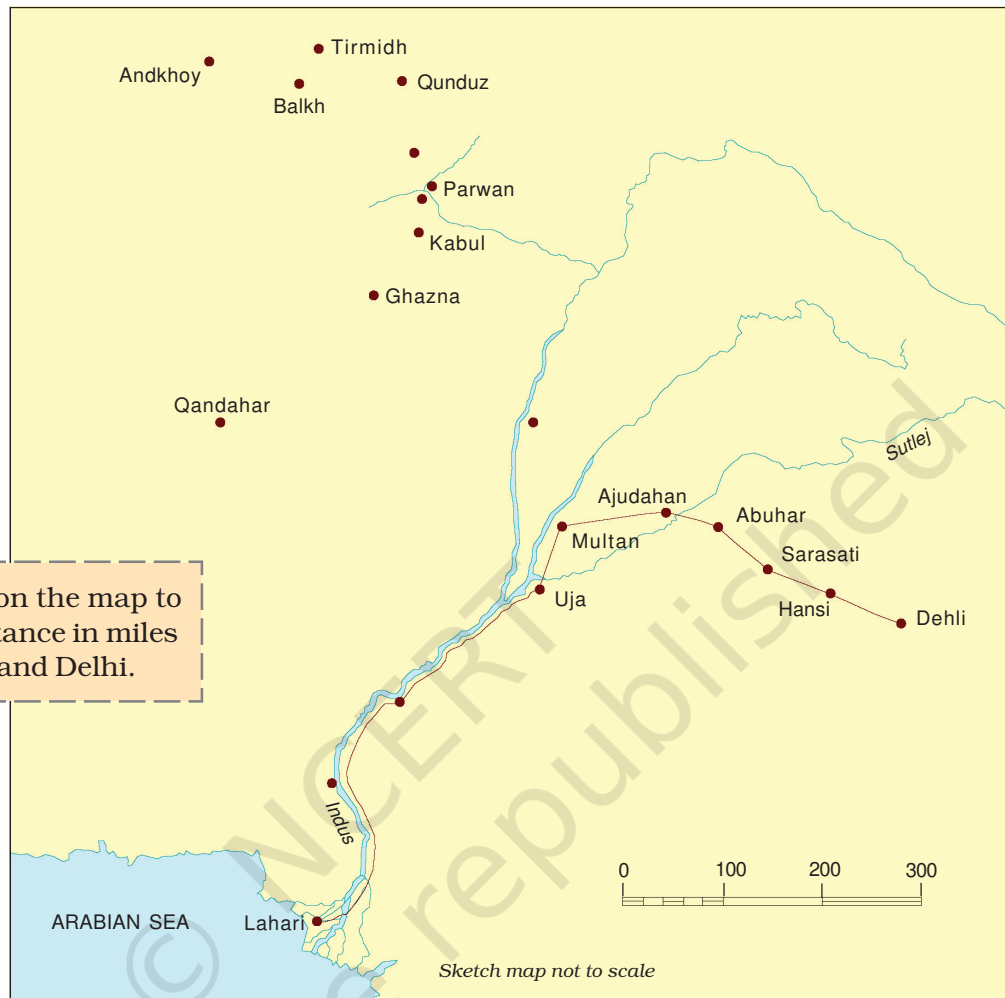 Tirmidh
Andkhoy
Balkh
Qunduz
Parwan
Kabul
Ghazna
Qandahar
Sutlej
Ajudahan
Abuhar
Multan
Sarasati
Uja
Hansi
Dehli
on the map to
tance in miles
and Delhi.
Indus
0 100 200 300
ARABIAN SEA
Lahari
Sketch map not to scale
© NCERT
republished